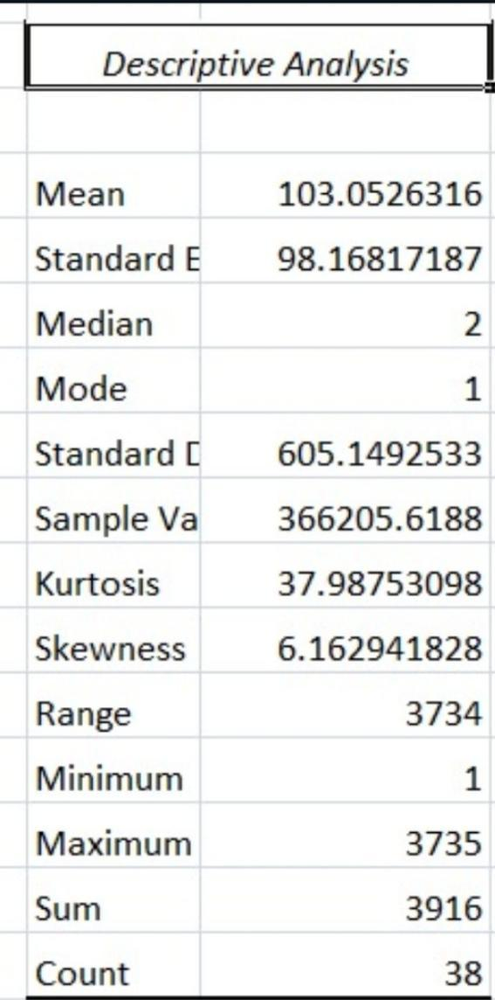 Descriptive Analysis
Mean 103.0526316
Standard E 98.16817187
Median 2
Mode 1
Standard D 605.1492533
Sample Va 366205.6188
Kurtosis 37.98753098
Skewness 6.162941828
Range 3734
Minimum 1
Maximum 3735
Sum 3916
Count 38